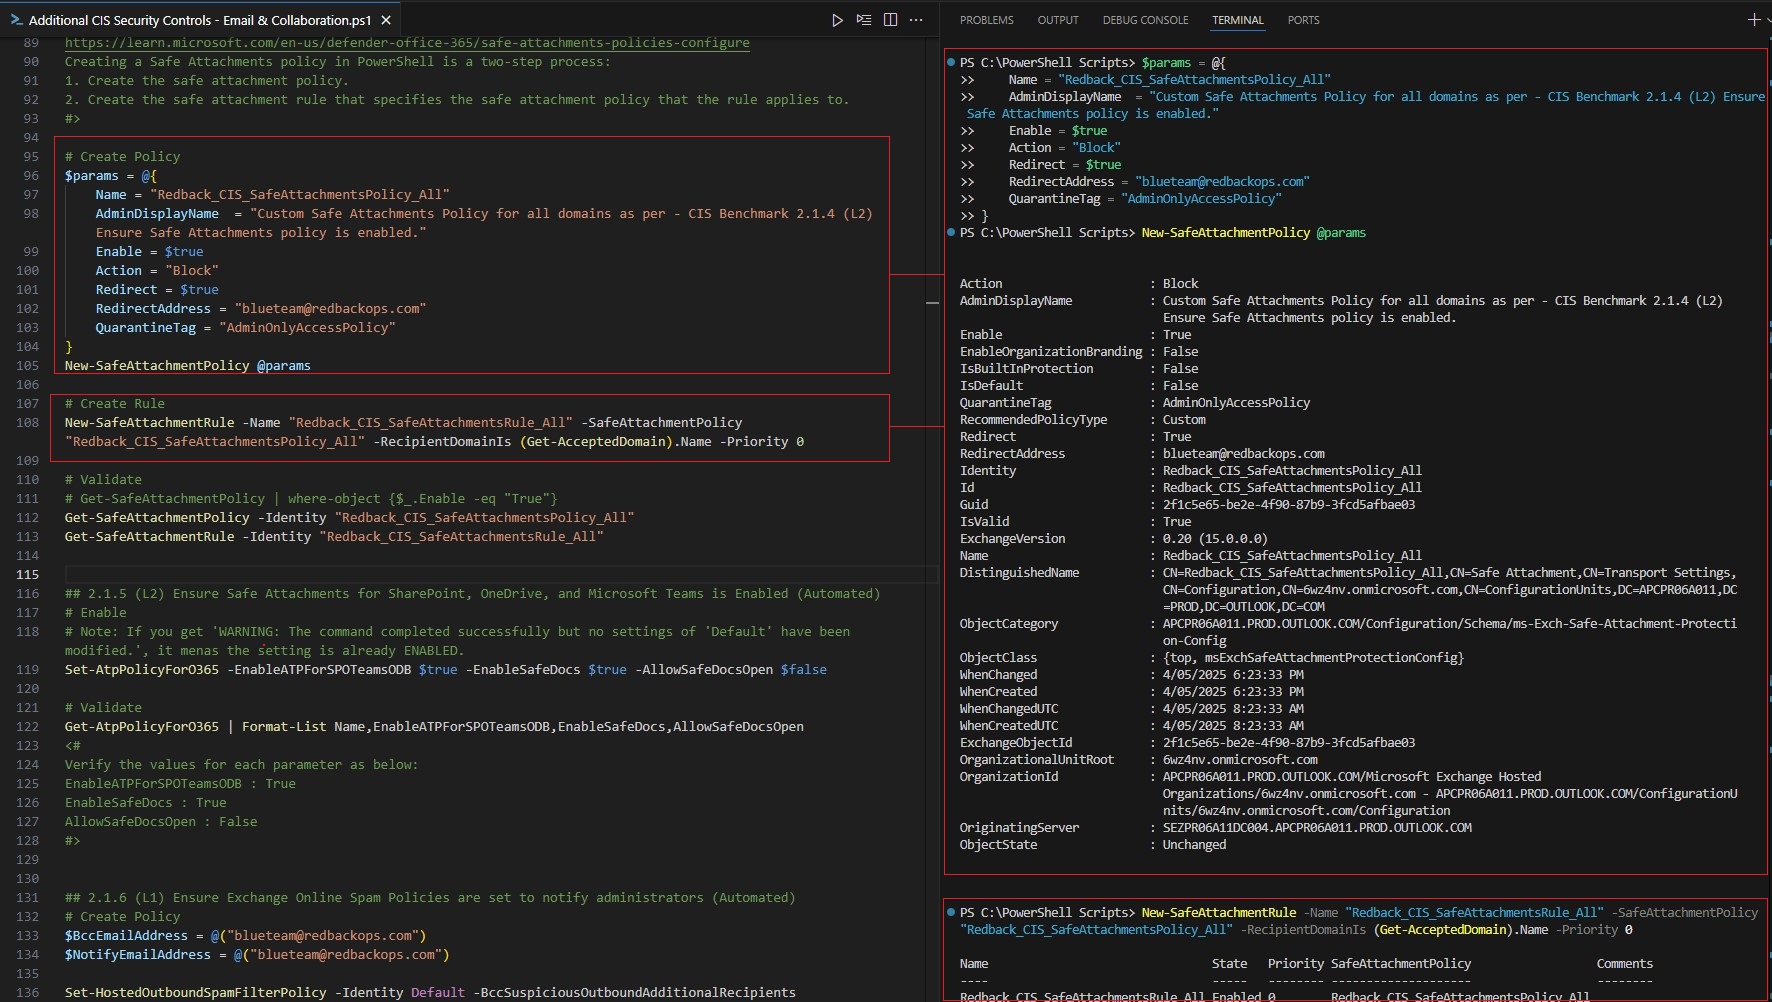 Additional CIS Security Controls - Email & Collaboration.ps1
89 https://learn.microsoft.com/en-us/defender-office-365/safe-attachments-policies-configure
90 Creating a Safe Attachments policy in PowerShell is a two-step process:
91 1. Create the safe attachment policy.
92 2. Create the safe attachment rule that specifies the safe attachment policy that the rule applies to.
93 #>
94
95 # Create Policy
96 $params = @{
97     Name = "Redback_CIS_SafeAttachmentsPolicy_All"
98     AdminDisplayName  = "Custom Safe Attachments Policy for all domains as per - CIS Benchmark 2.1.4 (L2)
    Ensure Safe Attachments policy is enabled."
99     Enable = $true
100     Action = "Block"
101     Redirect = $true
102     RedirectAddress = "blueteam@redbackops.com"
103     QuarantineTag = "AdminOnlyAccessPolicy"
104 }
105 New-SafeAttachmentPolicy @params
106
107 # Create Rule
108 New-SafeAttachmentRule -Name "Redback_CIS_SafeAttachmentsRule_All" -SafeAttachmentPolicy
"Redback_CIS_SafeAttachmentsPolicy_All" -RecipientDomainIs (Get-AcceptedDomain).Name -Priority 0
109
110 # Validate
111 # Get-SafeAttachmentPolicy | where-object {$_.Enable -eq "True"}
112 Get-SafeAttachmentPolicy -Identity "Redback_CIS_SafeAttachmentsPolicy_All"
113 Get-SafeAttachmentRule -Identity "Redback_CIS_SafeAttachmentsRule_All"
114
115
116 ## 2.1.5 (L2) Ensure Safe Attachments for SharePoint, OneDrive, and Microsoft Teams is Enabled (Automated)
117 # Enable
118 # Note: If you get 'WARNING: The command completed successfully but no settings of 'Default' have been
modified.', it menas the setting is already ENABLED.
119 Set-AtpPolicyForO365 -EnableATPForSPOTeamsODB $true -EnableSafeDocs $true -AllowSafeDocsOpen $false
120
121 # Validate
122 Get-AtpPolicyForO365 | Format-List Name,EnableATPForSPOTeamsODB,EnableSafeDocs,AllowSafeDocsOpen
123 <#
124 Verify the values for each parameter as below:
125 EnableATPForSPOTeamsODB : True
126 EnableSafeDocs : True
127 AllowSafeDocsOpen : False
128 #>
129
130
131 ## 2.1.6 (L1) Ensure Exchange Online Spam Policies are set to notify administrators (Automated)
132 # Create Policy
133 $BccEmailAddress = @("blueteam@redbackops.com")
134 $NotifyEmailAddress = @("blueteam@redbackops.com")
135
136 Set-HostedOutboundSpamFilterPolicy -Identity Default -BccSuspiciousOutboundAdditionalRecipients
PROBLEMS OUTPUT DEBUG CONSOLE TERMINAL PORTS
PS C:\PowerShell Scripts> $params = @{
>>     Name = "Redback_CIS_SafeAttachmentsPolicy_All"
>>     AdminDisplayName  = "Custom Safe Attachments Policy for all domains as per - CIS Benchmark 2.1.4 (L2) Ensure
Safe Attachments policy is enabled."
>>     Enable = $true
>>     Action = "Block"
>>     Redirect = $true
>>     RedirectAddress = "blueteam@redbackops.com"
>>     QuarantineTag = "AdminOnlyAccessPolicy"
>> }
PS C:\PowerShell Scripts> New-SafeAttachmentPolicy @params
Action : Block
AdminDisplayName : Custom Safe Attachments Policy for all domains as per - CIS Benchmark 2.1.4 (L2)
Ensure Safe Attachments policy is enabled.
Enable : True
EnableOrganizationBranding : False
IsBuiltInProtection : False
IsDefault : False
QuarantineTag : AdminOnlyAccessPolicy
RecommendedPolicyType : Custom
Redirect : True
RedirectAddress : blueteam@redbackops.com
Identity : Redback_CIS_SafeAttachmentsPolicy_All
Id : Redback_CIS_SafeAttachmentsPolicy_All
Guid : 2f1c5e65-be2e-4f90-87b9-3fcd5afbae03
IsValid : True
ExchangeVersion : 0.20 (15.0.0.0)
Name : Redback_CIS_SafeAttachmentsPolicy_All
DistinguishedName : CN=Redback_CIS_SafeAttachmentsPolicy_All,CN=Safe Attachment,CN=Transport Settings,
CN=Configuration,CN=6wz4nv.onmicrosoft.com,CN=ConfigurationUnits,DC=APCPR06A011,DC
=PROD,DC=OUTLOOK,DC=COM
ObjectCategory : APCPR06A011.PROD.OUTLOOK.COM/Configuration/Schema/ms-Exch-Safe-Attachment-Protecti
on-Config
ObjectClass : {top, msExchSafeAttachmentProtectionConfig}
WhenChanged : 4/05/2025 6:23:33 PM
WhenCreated : 4/05/2025 6:23:33 PM
WhenChangedUTC : 4/05/2025 8:23:33 AM
WhenCreatedUTC : 4/05/2025 8:23:33 AM
ExchangeObjectId : 2f1c5e65-be2e-4f90-87b9-3fcd5afbae03
OrganizationalUnitRoot : 6wz4nv.onmicrosoft.com
OrganizationId : APCPR06A011.PROD.OUTLOOK.COM/Microsoft Exchange Hosted
Organizations/6wz4nv.onmicrosoft.com - APCPR06A011.PROD.OUTLOOK.COM/ConfigurationU
nits/6wz4nv.onmicrosoft.com/Configuration
OriginatingServer : SEZPR06A11DC004.APCPR06A011.PROD.OUTLOOK.COM
ObjectState : Unchanged
PS C:\PowerShell Scripts> New-SafeAttachmentRule -Name "Redback_CIS_SafeAttachmentsRule_All" -SafeAttachmentPolicy
"Redback_CIS_SafeAttachmentsPolicy_All" -RecipientDomainIs (Get-AcceptedDomain).Name -Priority 0
Name State Priority SafeAttachmentPolicy Comments
---- ----- -------- -------------------- --------
Redback_CIS_SafeAttachmentsRule_All Enabled 0 Redback_CIS_SafeAttachmentsPolicy_All